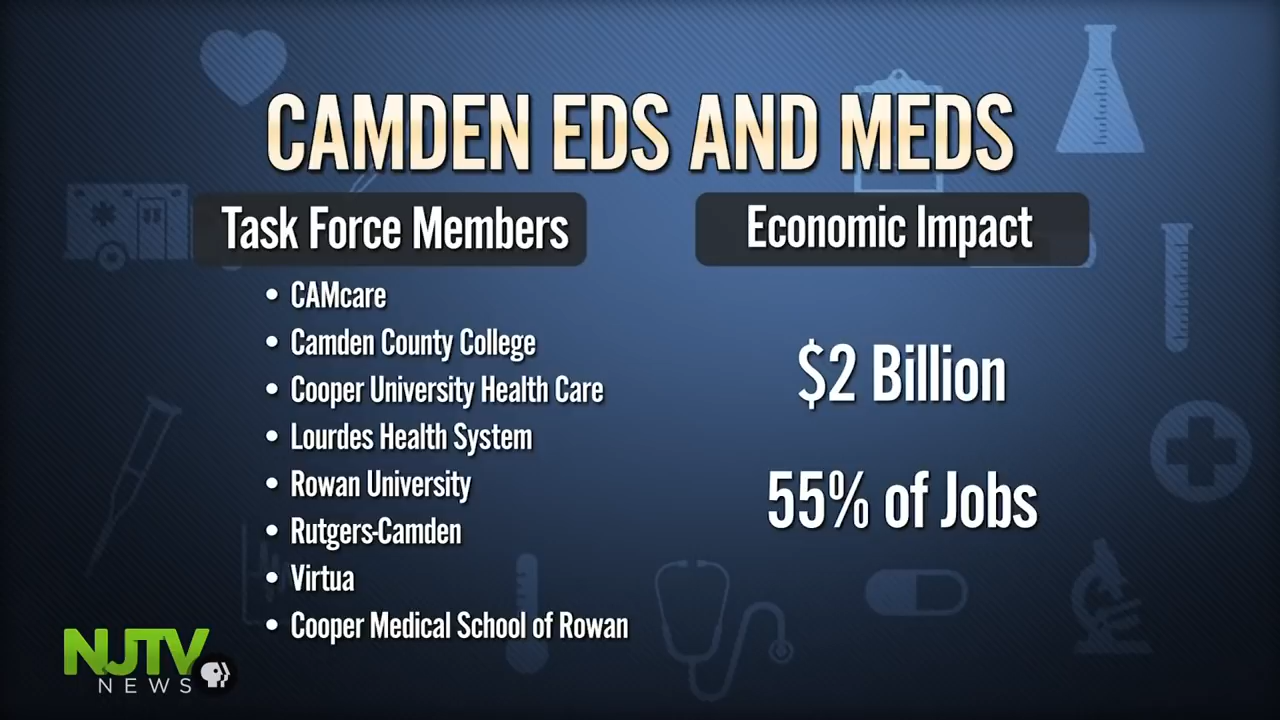 CAMDEN EDS AND MEDS
Task Force Members
• CAMcare
• Camden County College
• Cooper University Health Care
• Lourdes Health System
• Rowan University
• Rutgers-Camden
• Virtua
• Cooper Medical School of Rowan
Economic Impact
$2 Billion
55% of Jobs
NJTV
NEWS